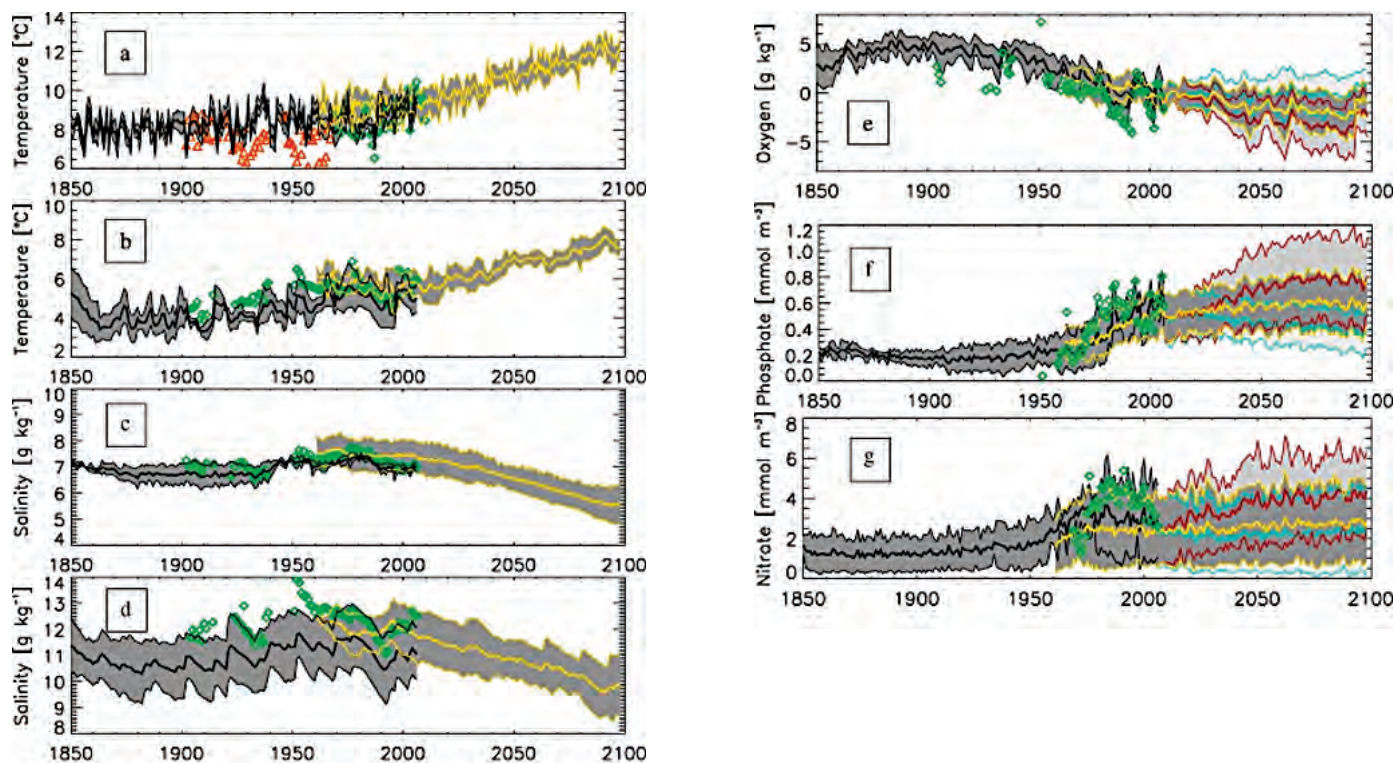 Temperature [°C]
14
12
10
8
6
a
1850 1900 1950 2000 2050 2100
Temperature [°C]
10
8
6
4
2
b
1850 1900 1950 2000 2050 2100
Salinity [g kg⁻¹]
10
9
8
7
6
5
4
c
1850 1900 1950 2000 2050 2100
Salinity [g kg⁻¹]
14
13
12
11
10
9
8
d
1850 1900 1950 2000 2050 2100
Oxygen [g kg⁻¹]
5
0
−5
e
1850 1900 1950 2000 2050 2100
Phosphate [mmol m⁻³]
1.2
1.0
0.8
0.6
0.4
0.2
0.0
f
1850 1900 1950 2000 2050 2100
Nitrate [mmol m⁻³]
8
6
4
2
0
g
1850 1900 1950 2000 2050 2100